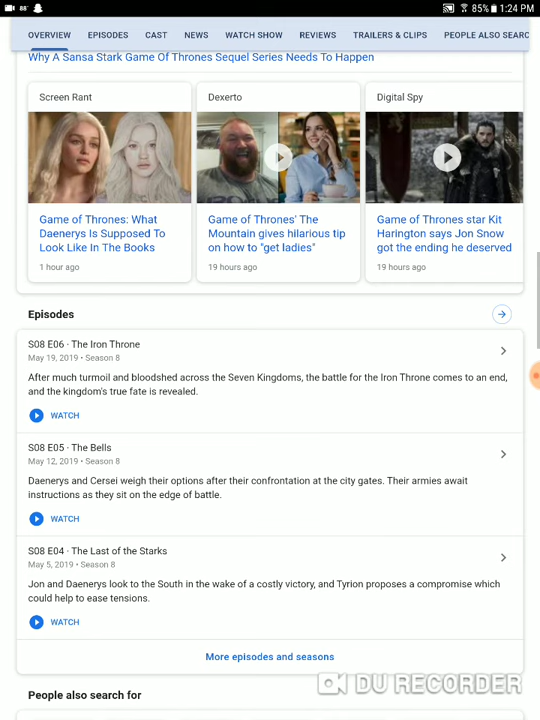 88°
85% 1:24 PM
OVERVIEW EPISODES CAST NEWS WATCH SHOW REVIEWS TRAILERS & CLIPS PEOPLE ALSO SEARC
Why A Sansa Stark Game Of Thrones Sequel Series Needs To Happen
Screen Rant
Game of Thrones: What
Daenerys Is Supposed To
Look Like In The Books
1 hour ago
Dexerto
Game of Thrones' The
Mountain gives hilarious tip
on how to "get ladies"
19 hours ago
Digital Spy
Game of Thrones star Kit
Harington says Jon Snow
got the ending he deserved
19 hours ago
Episodes
S08 E06 · The Iron Throne
May 19, 2019 • Season 8
After much turmoil and bloodshed across the Seven Kingdoms, the battle for the Iron Throne comes to an end,
and the kingdom's true fate is revealed.
WATCH
S08 E05 · The Bells
May 12, 2019 • Season 8
Daenerys and Cersei weigh their options after their confrontation at the city gates. Their armies await
instructions as they sit on the edge of battle.
WATCH
S08 E04 · The Last of the Starks
May 5, 2019 • Season 8
Jon and Daenerys look to the South in the wake of a costly victory, and Tyrion proposes a compromise which
could help to ease tensions.
WATCH
More episodes and seasons
DU RECORDER
People also search for